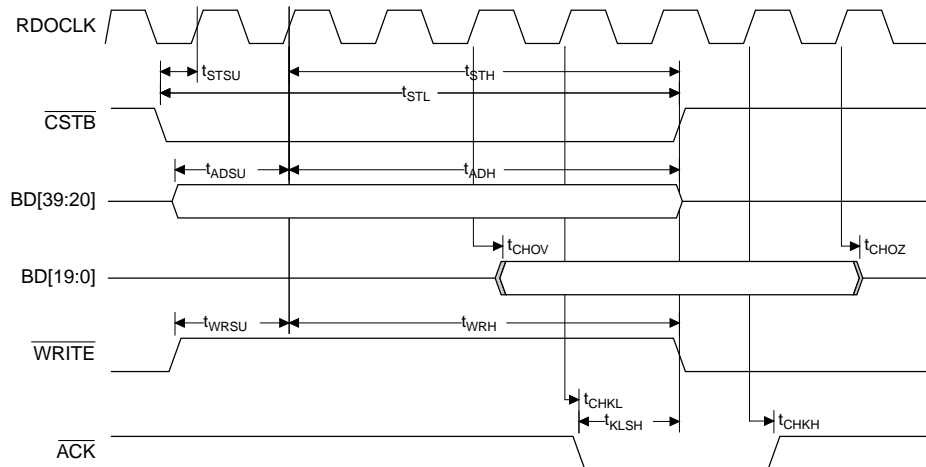 RDOCLK
tSTSU
tSTH
tSTL
CSTB
tADSU
tADH
BD[39:20]
tCHOV
tCHOZ
BD[19:0]
tWRSU
tWRH
WRITE
tCHKL
tKLSH
tCHKH
ACK